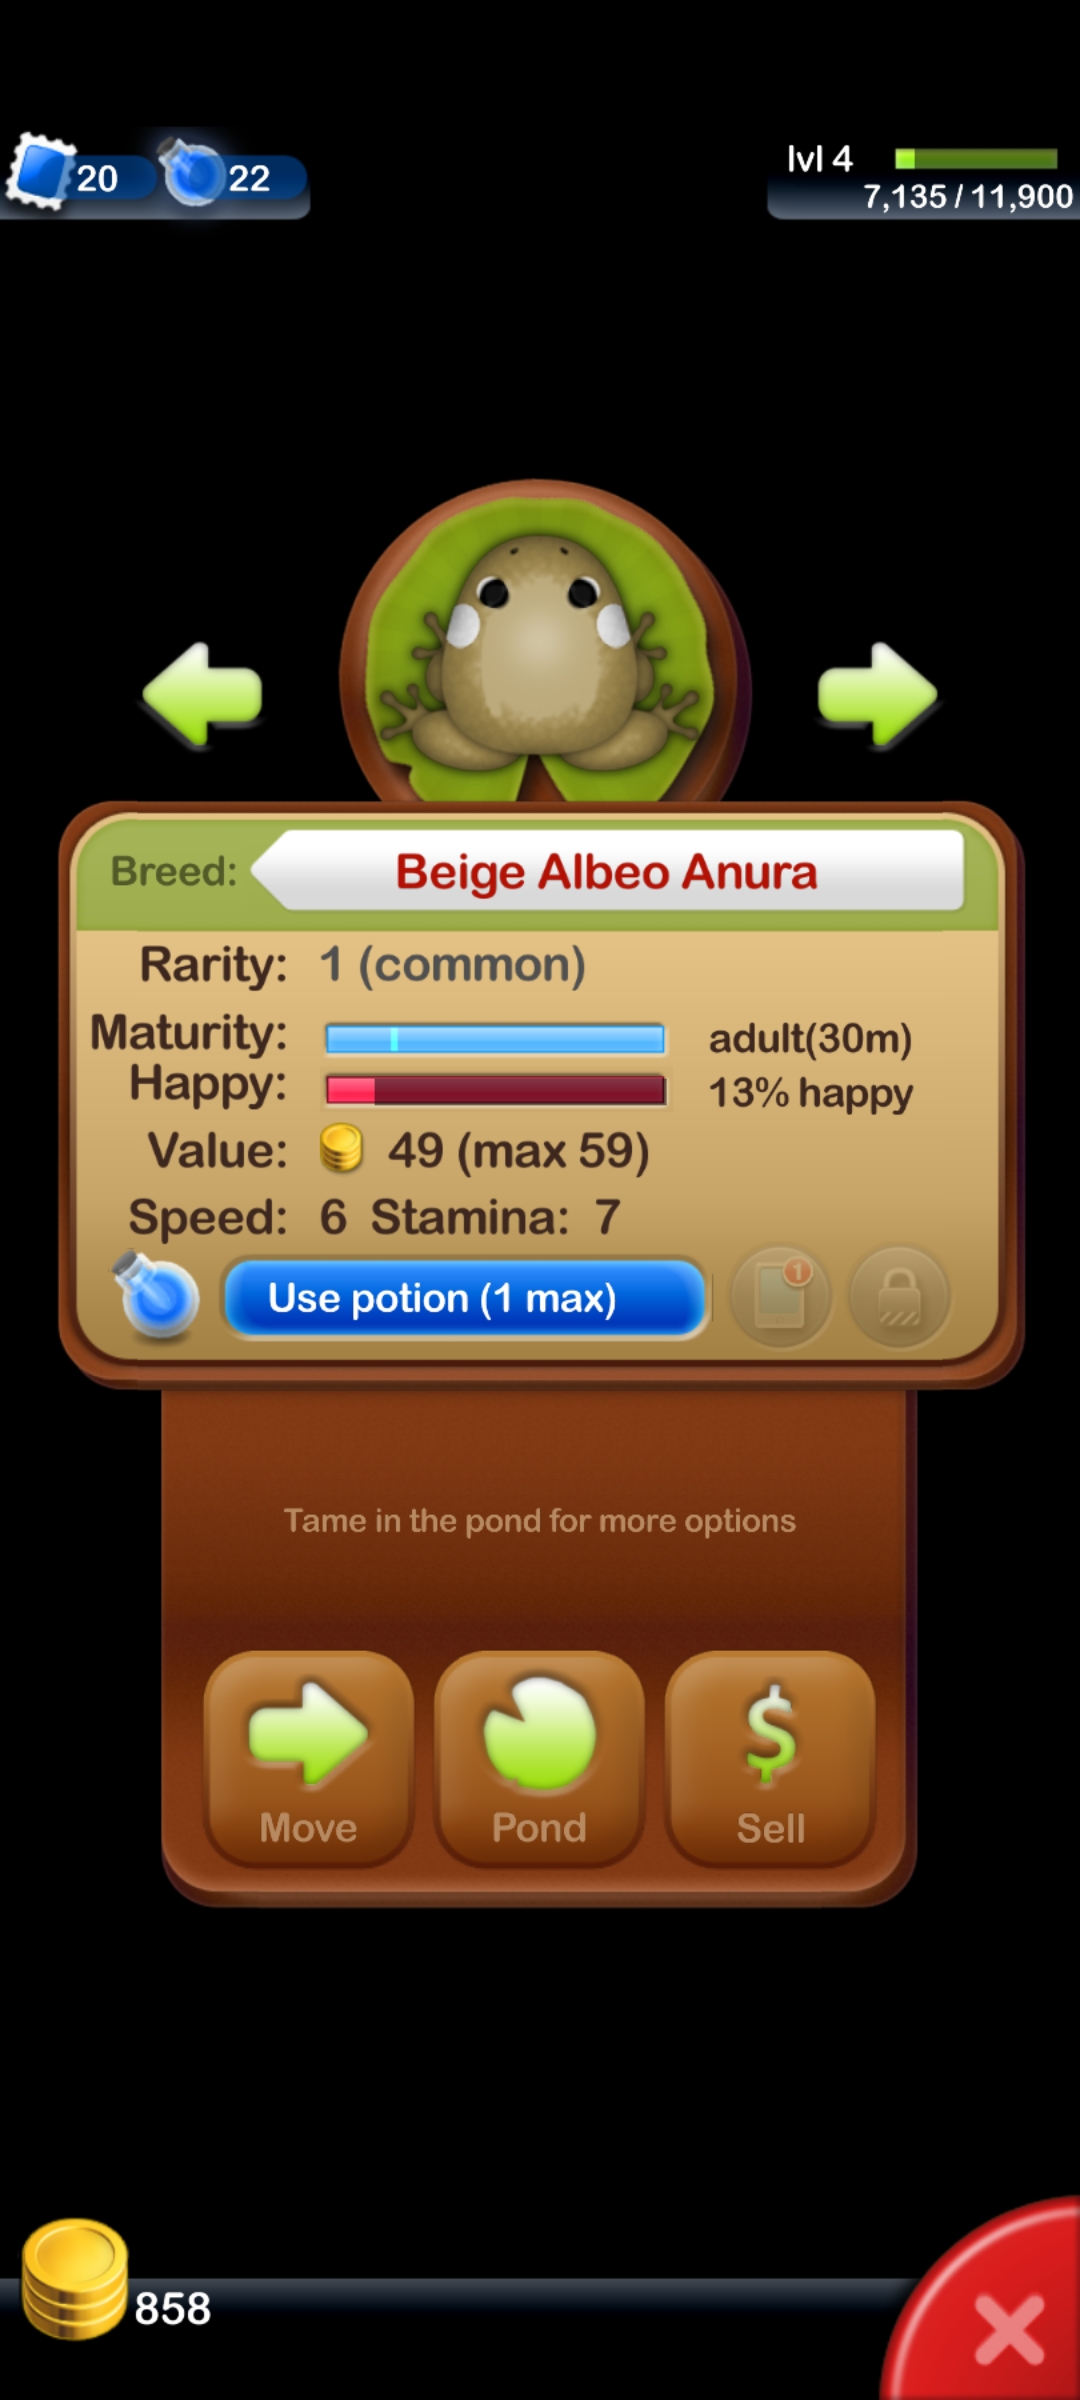 20
22
lvl 4
7,135 / 11,900
Breed: Beige Albeo Anura
Rarity: 1 (common)
Maturity: adult(30m)
Happy: 13% happy
Value: 49 (max 59)
Speed: 6 Stamina: 7
Use potion (1 max)
1
Tame in the pond for more options
Move
Pond
$
Sell
858